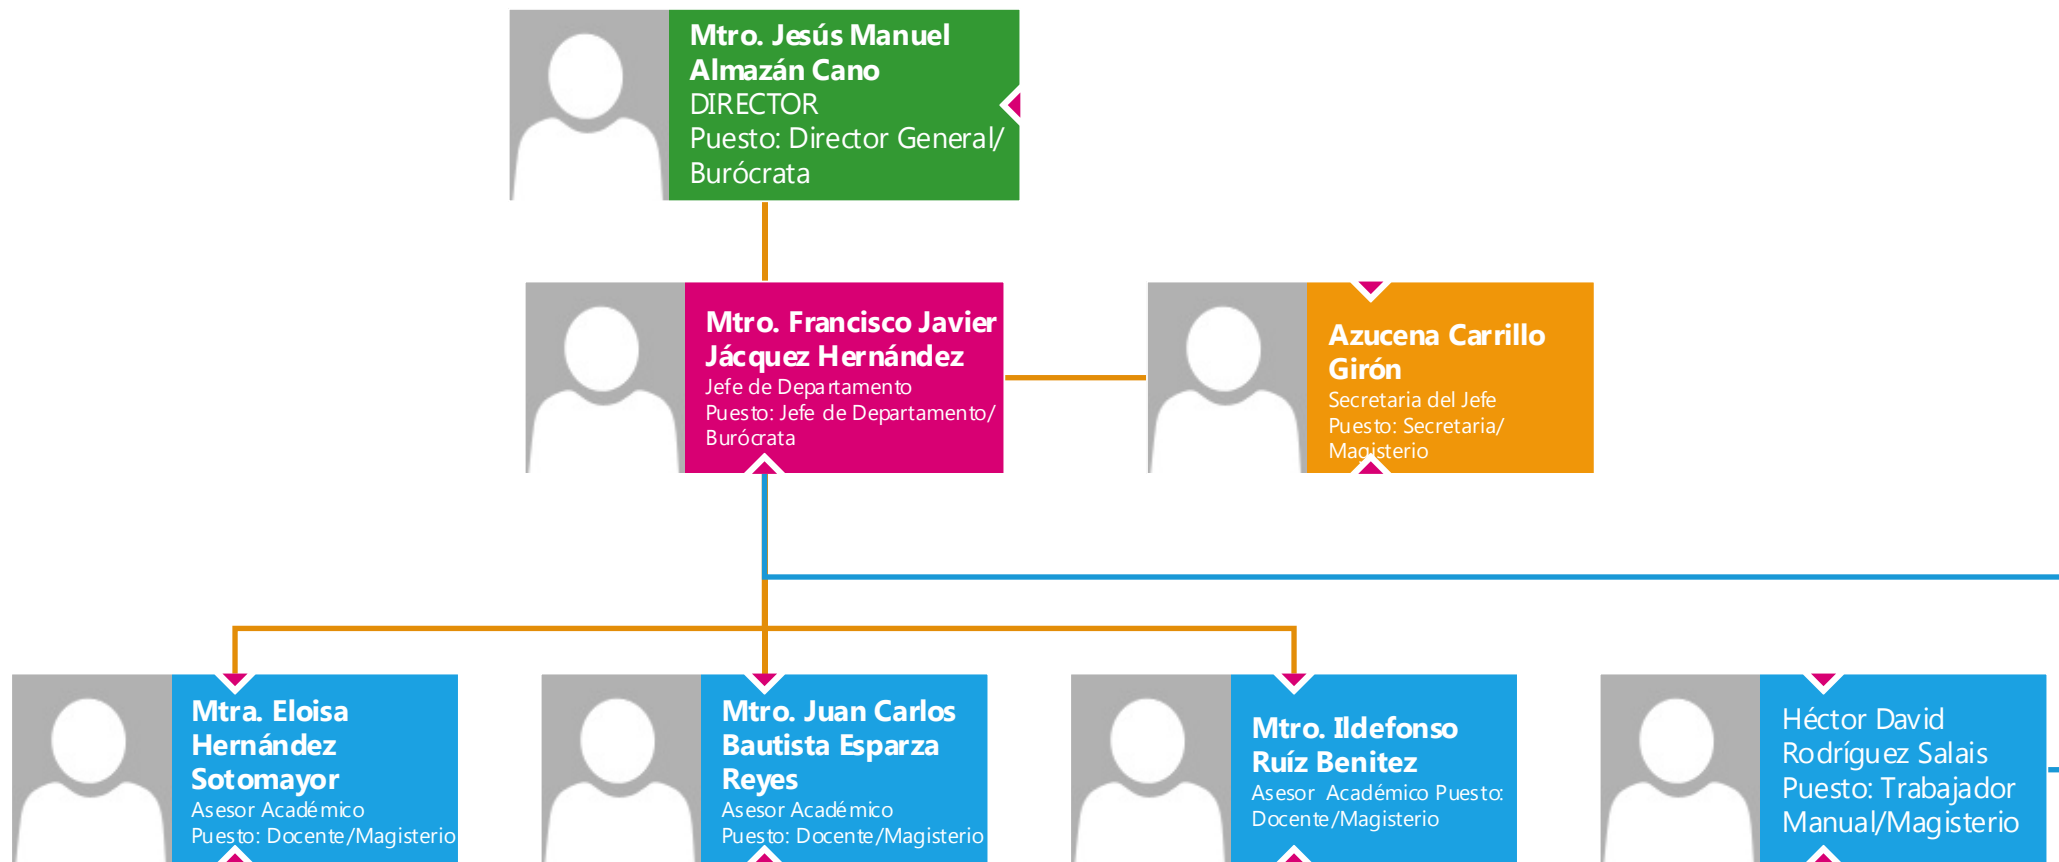 Mtro. Jesús Manuel
Almazán Cano
DIRECTOR
Puesto: Director General/
Burócrata
Mtro. Francisco Javier
Jácquez Hernández
Jefe de Departamento
Puesto: Jefe de Departamento/
Burócrata
Azucena Carrillo
Girón
Secretaria del Jefe
Puesto: Secretaria/
Magisterio
Mtra. Eloisa
Hernández
Sotomayor
Asesor Académico
Puesto: Docente/Magisterio
Mtro. Juan Carlos
Bautista Esparza
Reyes
Asesor Académico
Puesto: Docente/Magisterio
Mtro. Ildefonso
Ruíz Benitez
Asesor Académico Puesto:
Docente/Magisterio
Héctor David
Rodríguez Salais
Puesto: Trabajador
Manual/Magisterio